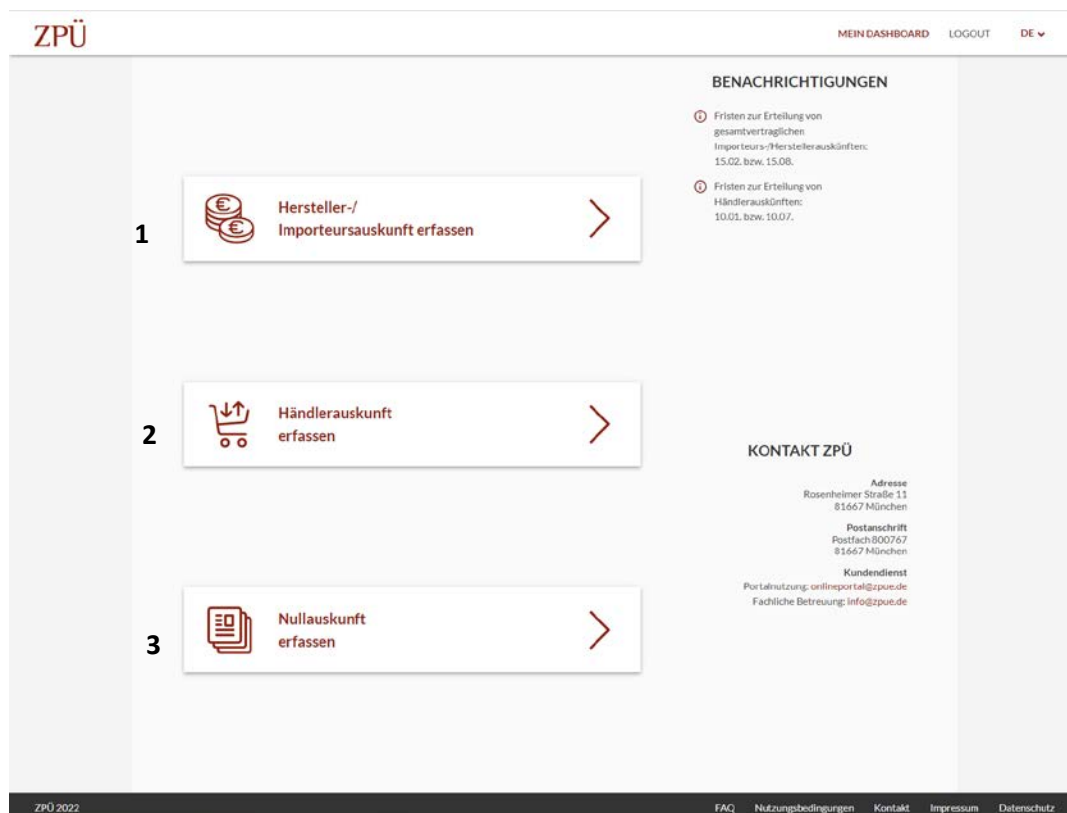 ZPÜ
MEIN DASHBOARD LOGOUT DE
BENACHRICHTIGUNGEN
Fristen zur Erteilung von
gesamtvertraglichen
Importeurs-/Herstellerauskünften:
15.02. bzw. 15.08.
Fristen zur Erteilung von
Händlerauskünften:
10.01. bzw. 10.07.
1
Hersteller-/
Importeursauskunft erfassen
2
Händlerauskunft
erfassen
KONTAKT ZPÜ
Adresse
Rosenheimer Straße 11
81667 München
Postanschrift
Postfach 800767
81667 München
Kundendienst
Portalnutzung: onlineportal@zpue.de
Fachliche Betreuung: info@zpue.de
3
Nullauskunft
erfassen
ZPÜ 2022
FAQ Nutzungsbedingungen Kontakt Impressum Datenschutz